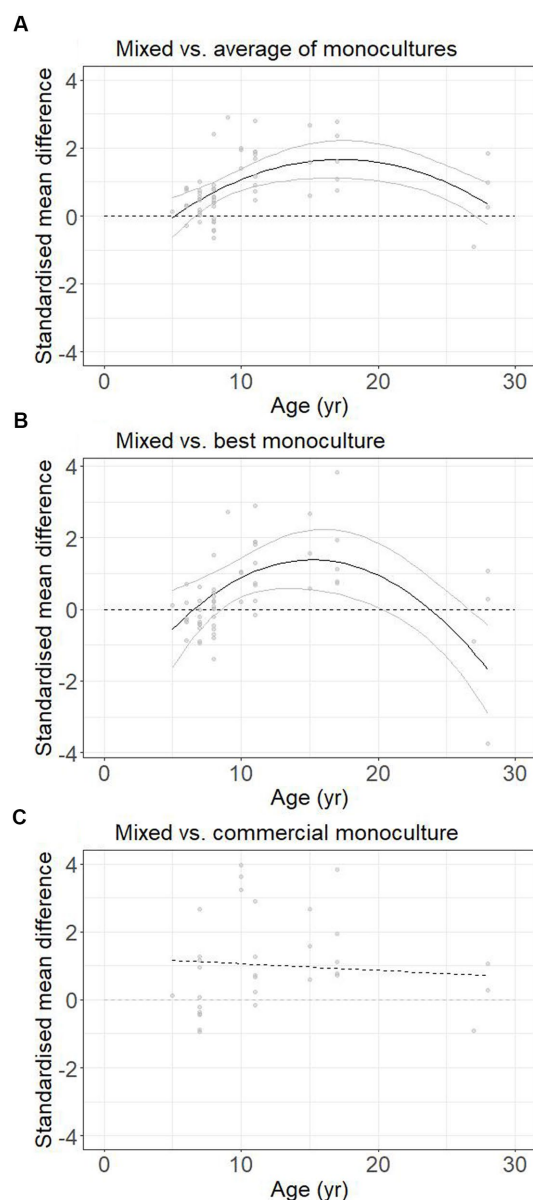 A
Mixed vs. average of monocultures
Standardised mean difference
4
2
0
-2
-4
0 10 20 30
Age (yr)
B
Mixed vs. best monoculture
Standardised mean difference
4
2
0
-2
-4
0 10 20 30
Age (yr)
C
Mixed vs. commercial monoculture
Standardised mean difference
4
2
0
-2
-4
0 10 20 30
Age (yr)